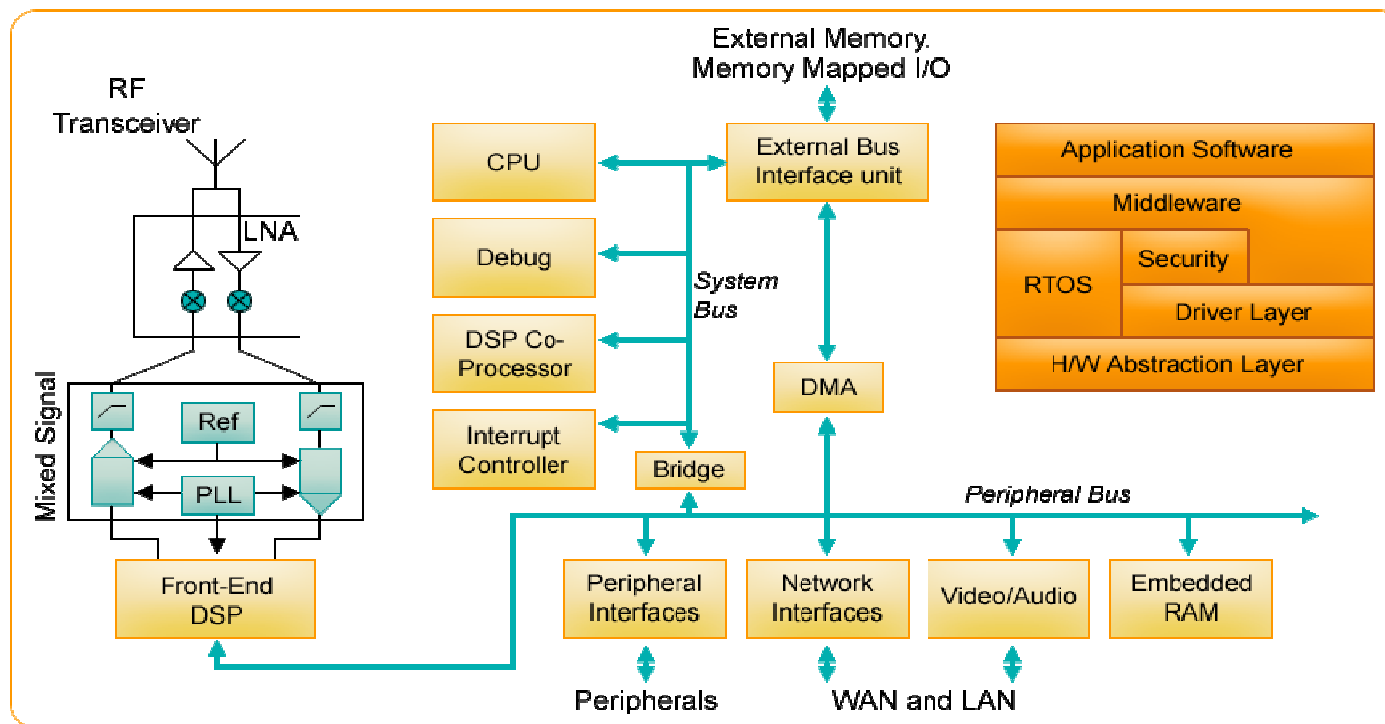 External Memory.
Memory Mapped I/O
RF
Transceiver
LNA
Mixed Signal
Ref
PLL
Front-End
DSP
CPU
Debug
DSP Co-
Processor
Interrupt
Controller
System
Bus
External Bus
Interface unit
DMA
Bridge
Peripheral Bus
Peripheral
Interfaces
Network
Interfaces
Video/Audio
Embedded
RAM
Peripherals
WAN and LAN
Application Software
Middleware
RTOS
Security
Driver Layer
H/W Abstraction Layer